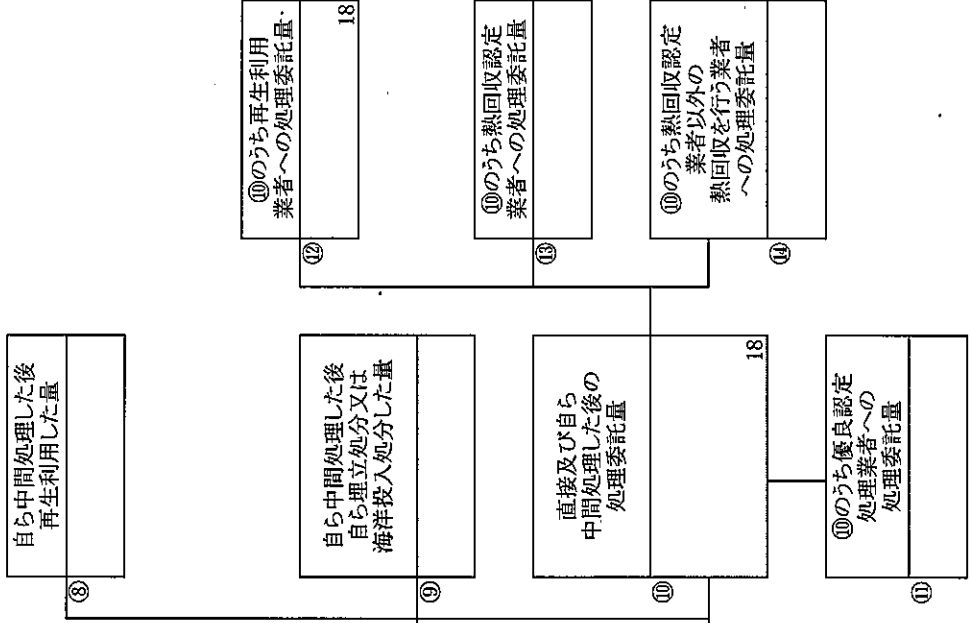 ⑧
自ら中間処理した後
再生利用した量
⑨
自ら中間処理した後
自ら埋立処分又は
海洋投入処分した量
⑩
直接及び自ら
中間処理した後の
処理委託量
18
⑪
⑩のうち優良認定
処理業者への
処理委託量
⑫
⑩のうち再生利用
業者への処理委託量
18
⑬
⑩のうち熱回収認定
業者への処理委託量
⑭
⑩のうち熱回収認定
業者以外の
熱回収を行う業者
への処理委託量